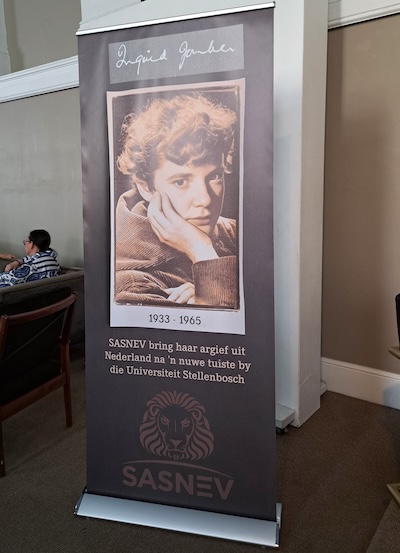 Ingrid Jonker
1933 - 1965
SASNEV bring haar argief uit
Nederland na 'n nuwe tuiste by
die Universiteit Stellenbosch
SASNEV